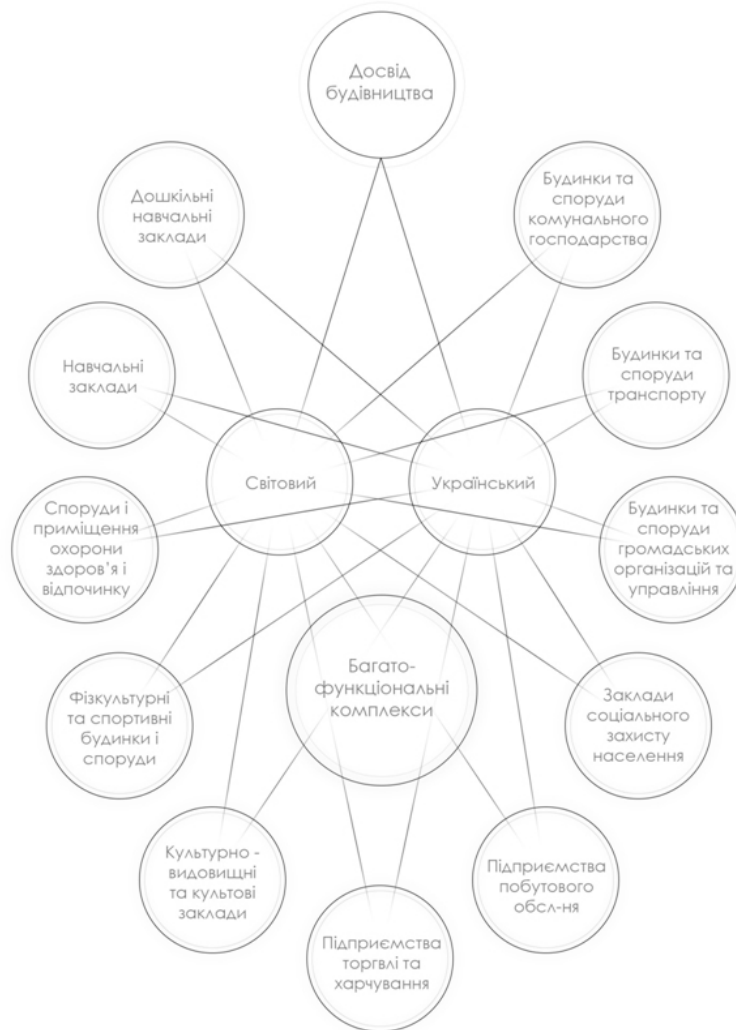 Досвід
будівництва
Дошкільні
навчальні
заклади
Будинки та
споруди
комунального
господарства
Навчальні
заклади
Будинки та
споруди
транспорту
Світовий
Український
Споруди і
приміщення
охорони
здоров'я і
відпочинку
Будинки та
споруди
громадських
організацій та
управління
Багато-
функціональні
комплекси
Фізкультурні
та спортивні
будинки і
споруди
Заклади
соціального
захисту
населення
Культурно -
видовищні
та культові
заклади
Підприємства
побутового
обсл-ня
Підприємства
торгвлі та
харчування